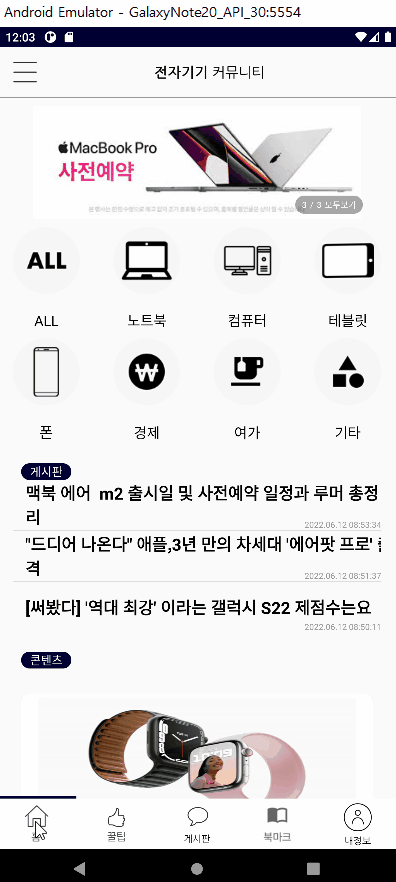 Android Emulator - GalaxyNote20_API_30:5554
12:03
전자기기 커뮤니티
MacBook Pro
사전예약
3 / 3 모두보기
ALL
ALL
노트북
컴퓨터
테블릿
폰
경제
여가
기타
게시판
맥북 에어 m2 출시일 및 사전예약 일정과 루머 총정
리
2022.06.12 08:53:34
"드디어 나온다" 애플,3년 만의 차세대 '에어팟 프로'
격
2022.06.12 08:51:37
[써봤다] '역대 최강' 이라는 갤럭시 S22 제점수는요
2022.06.12 08:50:11
콘텐츠
홈
꿀팁
게시판
북마크
내정보